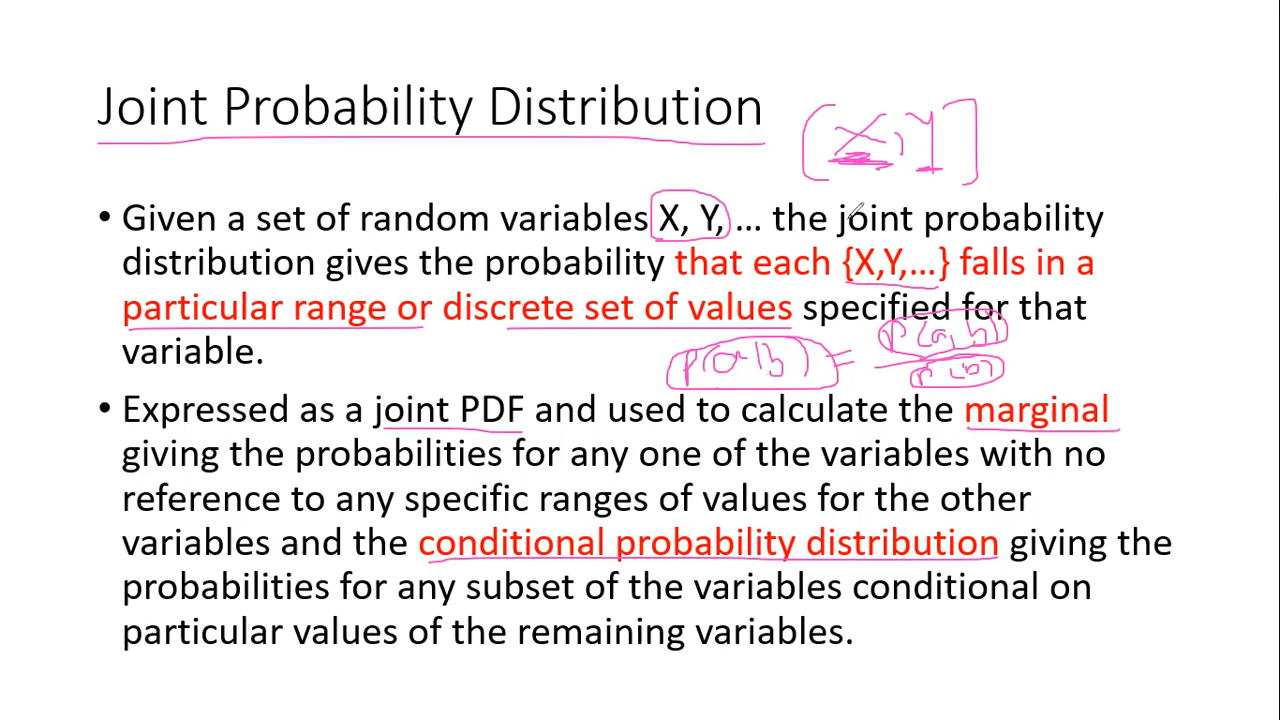 Joint Probability Distribution
[X, Y]
• Given a set of random variables X, Y, … the joint probability
distribution gives the probability that each {X,Y,…} falls in a
particular range or discrete set of values specified for that
variable.
P(a|b) = P(a, b) / P(b)
• Expressed as a joint PDF and used to calculate the marginal
giving the probabilities for any one of the variables with no
reference to any specific ranges of values for the other
variables and the conditional probability distribution giving the
probabilities for any subset of the variables conditional on
particular values of the remaining variables.